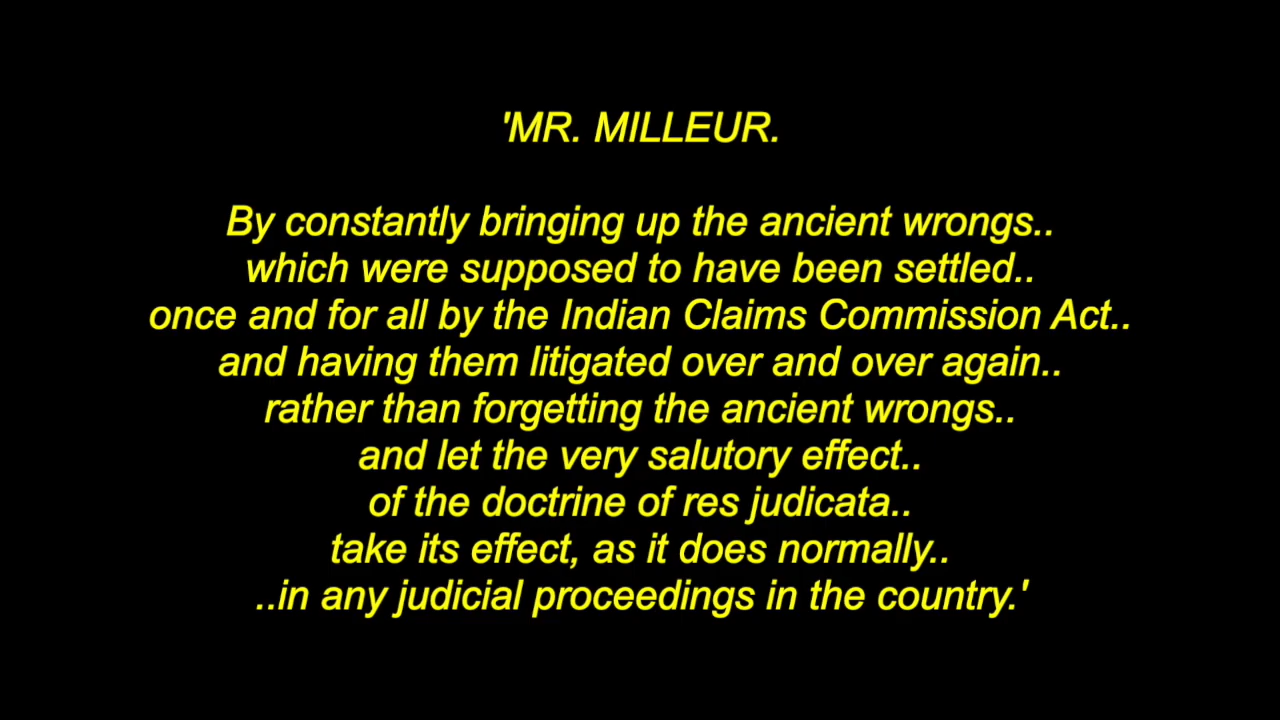 'MR. MILLEUR.
By constantly bringing up the ancient wrongs..
which were supposed to have been settled..
once and for all by the Indian Claims Commission Act..
and having them litigated over and over again..
rather than forgetting the ancient wrongs..
and let the very salutory effect..
of the doctrine of res judicata..
take its effect, as it does normally..
..in any judicial proceedings in the country.'